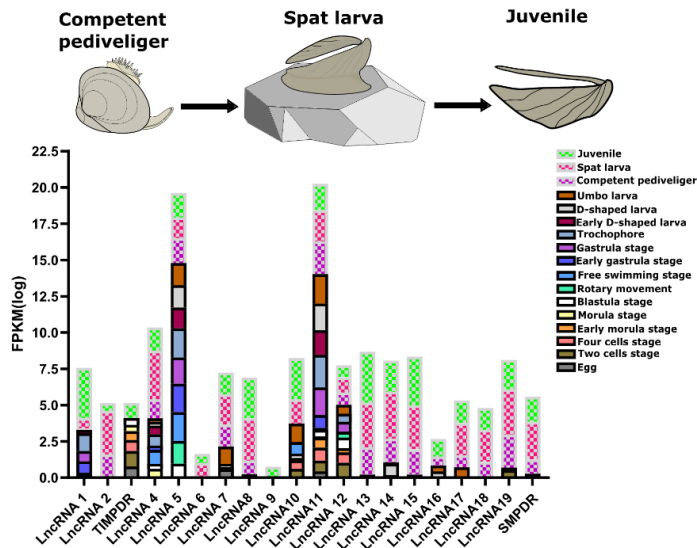 Competent
pediveliger
Spat larva
Juvenile
22.5
20.0
17.5
15.0
12.5
10.0
7.5
5.0
2.5
0.0
FPKM(log)
Juvenile
Spat larva
Competent pediveliger
Umbo larva
D-shaped larva
Early D-shaped larva
Trochophore
Gastrula stage
Early gastrula stage
Free swimming stage
Rotary movement
Blastula stage
Morula stage
Early morula stage
Four cells stage
Two cells stage
Egg
LncRNA 1
LncRNA 2
TIMPDR
LncRNA 4
LncRNA 5
LncRNA 6
LncRNA 7
LncRNA8
LncRNA 9
LncRNA10
LncRNA11
LncRNA 12
LncRNA 13
LncRNA 14
LncRNA 15
LncRNA16
LncRNA17
LncRNA 18
LncRNA19
SMPDR